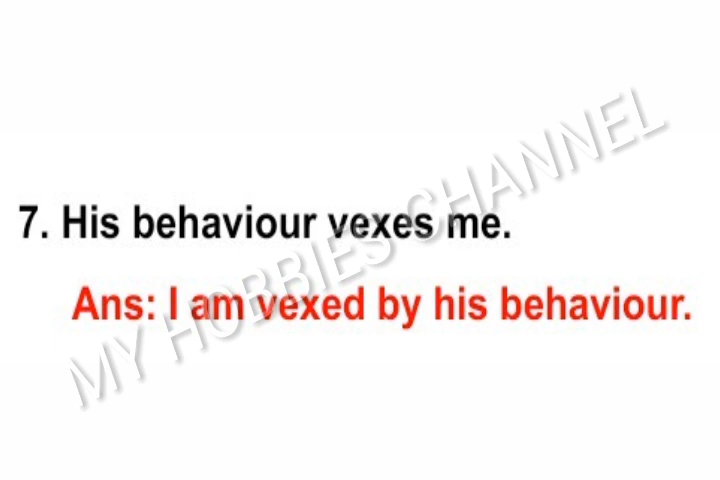 7. His behaviour vexes me.
Ans: I am vexed by his behaviour.
MY HOBBIES CHANNEL